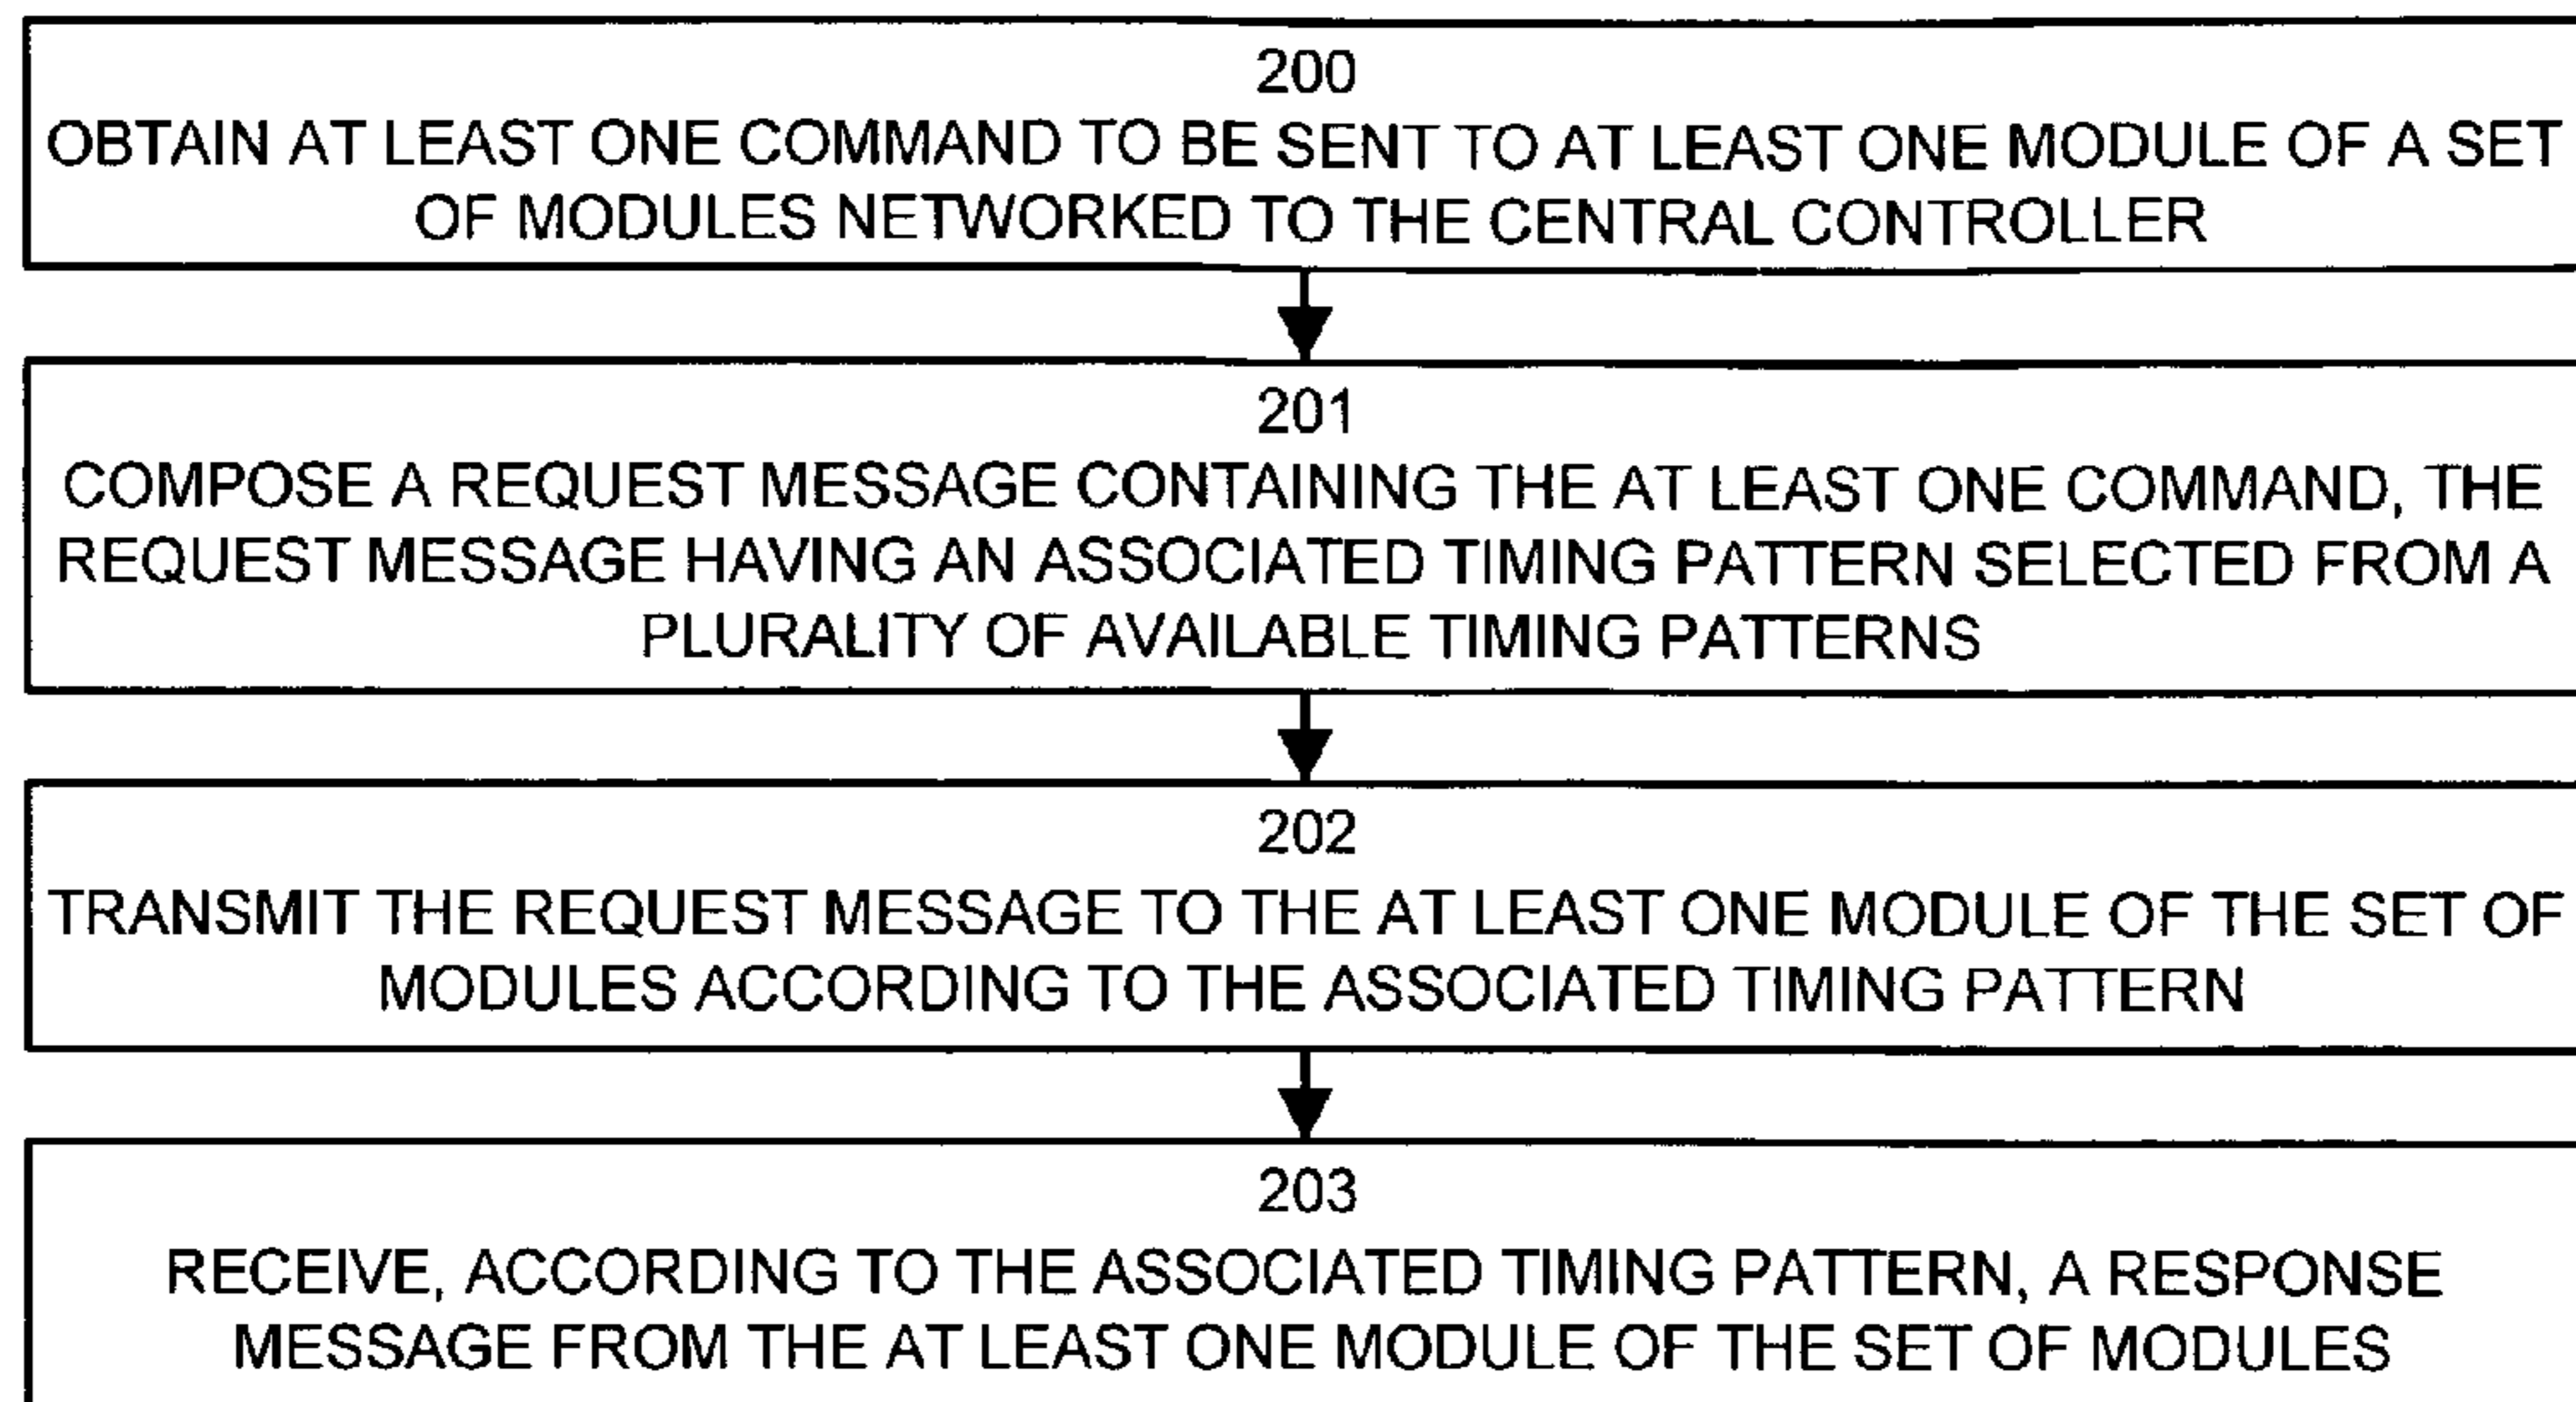 200
OBTAIN AT LEAST ONE COMMAND TO BE SENT TO AT LEAST ONE MODULE OF A SET
OF MODULES NETWORKED TO THE CENTRAL CONTROLLER
201
COMPOSE A REQUEST MESSAGE CONTAINING THE AT LEAST ONE COMMAND, THE
REQUEST MESSAGE HAVING AN ASSOCIATED TIMING PATTERN SELECTED FROM A
PLURALITY OF AVAILABLE TIMING PATTERNS
202
TRANSMIT THE REQUEST MESSAGE TO THE AT LEAST ONE MODULE OF THE SET OF
MODULES ACCORDING TO THE ASSOCIATED TIMING PATTERN
203
RECEIVE, ACCORDING TO THE ASSOCIATED TIMING PATTERN, A RESPONSE
MESSAGE FROM THE AT LEAST ONE MODULE OF THE SET OF MODULES